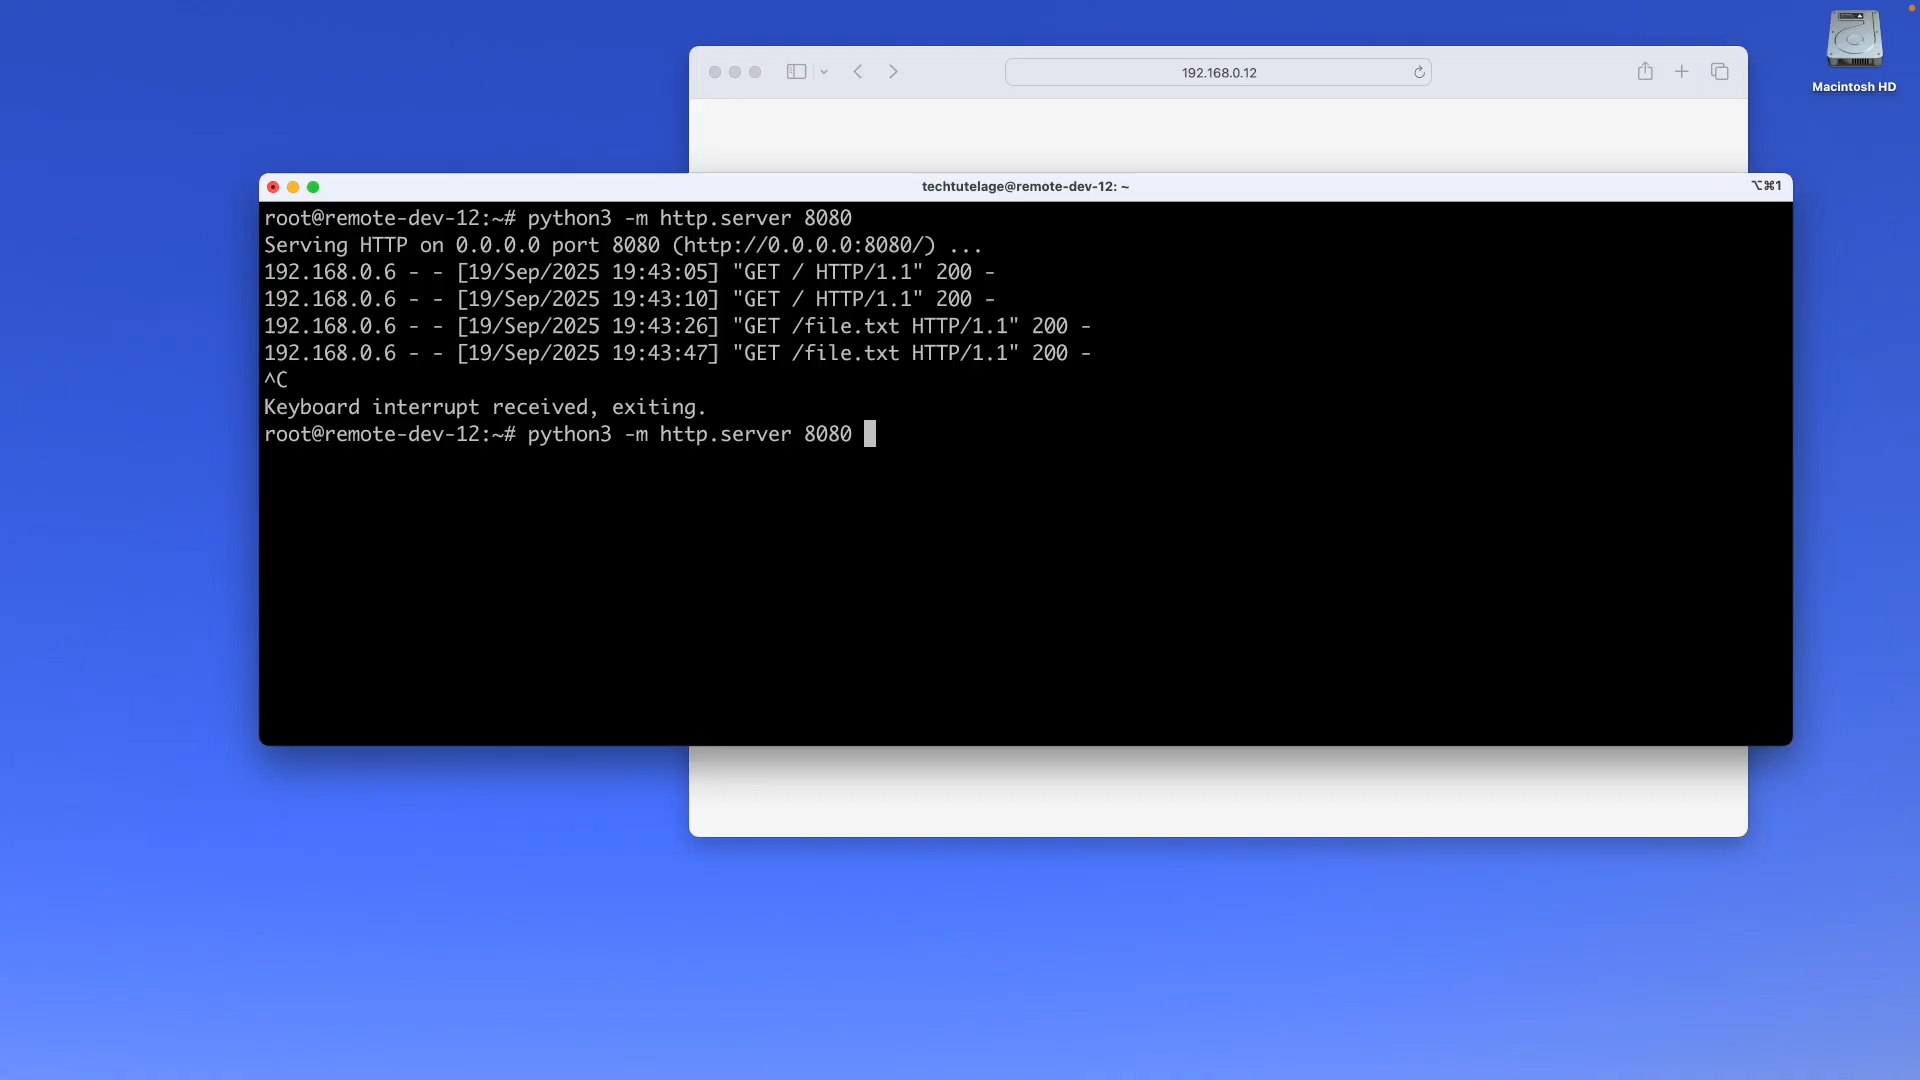 192.168.0.12
Macintosh HD
techtutelage@remote-dev-12: ~
⌥⌘1
root@remote-dev-12:~# python3 -m http.server 8080
Serving HTTP on 0.0.0.0 port 8080 (http://0.0.0.0:8080/) ...
192.168.0.6 - - [19/Sep/2025 19:43:05] "GET / HTTP/1.1" 200 -
192.168.0.6 - - [19/Sep/2025 19:43:10] "GET / HTTP/1.1" 200 -
192.168.0.6 - - [19/Sep/2025 19:43:26] "GET /file.txt HTTP/1.1" 200 -
192.168.0.6 - - [19/Sep/2025 19:43:47] "GET /file.txt HTTP/1.1" 200 -
^C
Keyboard interrupt received, exiting.
root@remote-dev-12:~# python3 -m http.server 8080